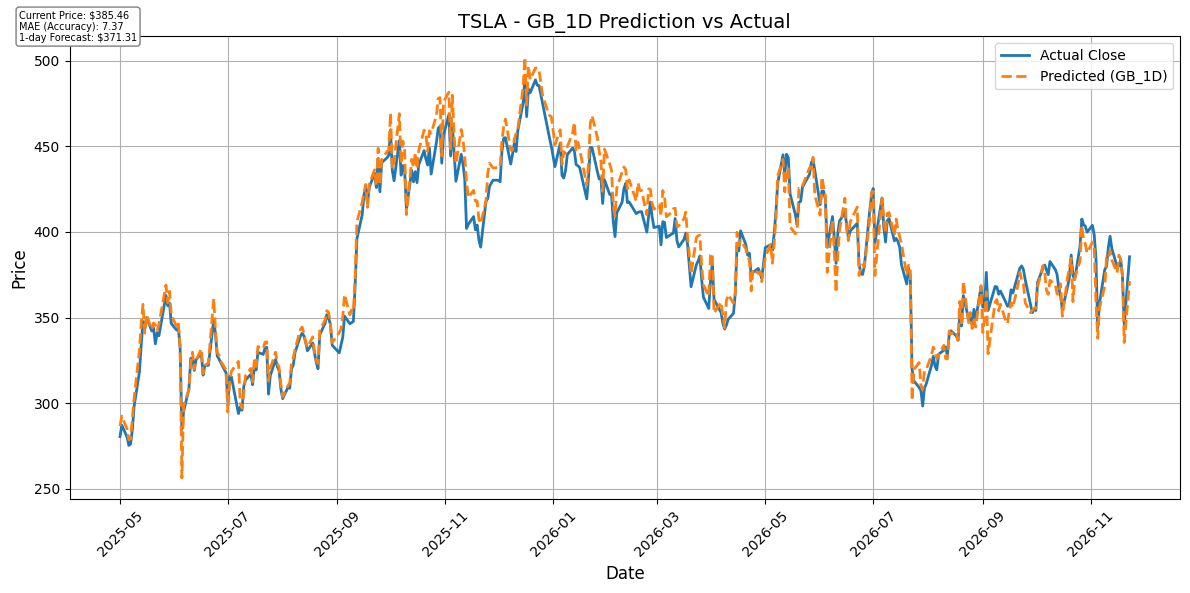 Current Price: $385.46
MAE (Accuracy): 7.37
1-day Forecast: $371.31
TSLA - GB_1D Prediction vs Actual
Actual Close
Predicted (GB_1D)
Price
500
450
400
350
300
250
2025-05
2025-07
2025-09
2025-11
2026-01
2026-03
2026-05
2026-07
2026-09
2026-11
Date